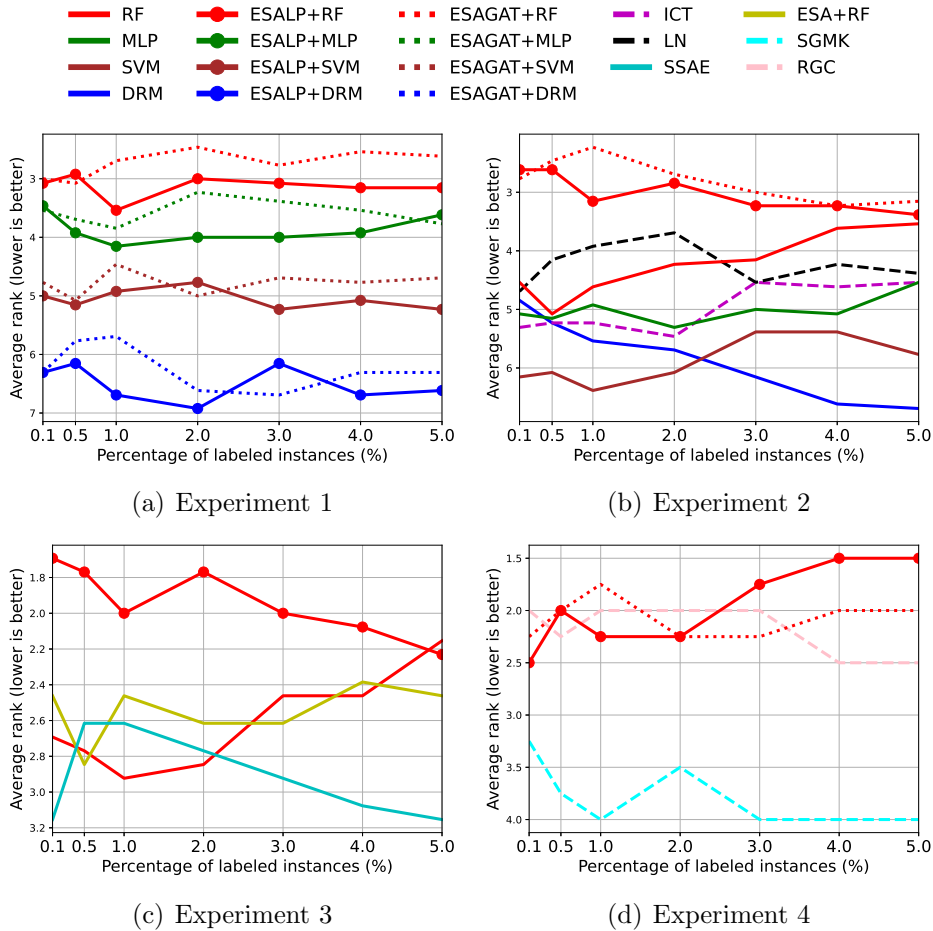 RF ESALP+RF ESAGAT+RF ICT ESA+RF
MLP ESALP+MLP ESAGAT+MLP LN SGMK
SVM ESALP+SVM ESAGAT+SVM SSAE RGC
DRM ESALP+DRM ESAGAT+DRM
Average rank (lower is better)
3
4
5
6
7
0.1 0.5 1.0 2.0 3.0 4.0 5.0
Percentage of labeled instances (%)
(a) Experiment 1
Average rank (lower is better)
3
4
5
6
0.1 0.5 1.0 2.0 3.0 4.0 5.0
Percentage of labeled instances (%)
(b) Experiment 2
Average rank (lower is better)
1.8
2.0
2.2
2.4
2.6
2.8
3.0
3.2
0.1 0.5 1.0 2.0 3.0 4.0 5.0
Percentage of labeled instances (%)
(c) Experiment 3
Average rank (lower is better)
1.5
2.0
2.5
3.0
3.5
4.0
0.1 0.5 1.0 2.0 3.0 4.0 5.0
Percentage of labeled instances (%)
(d) Experiment 4